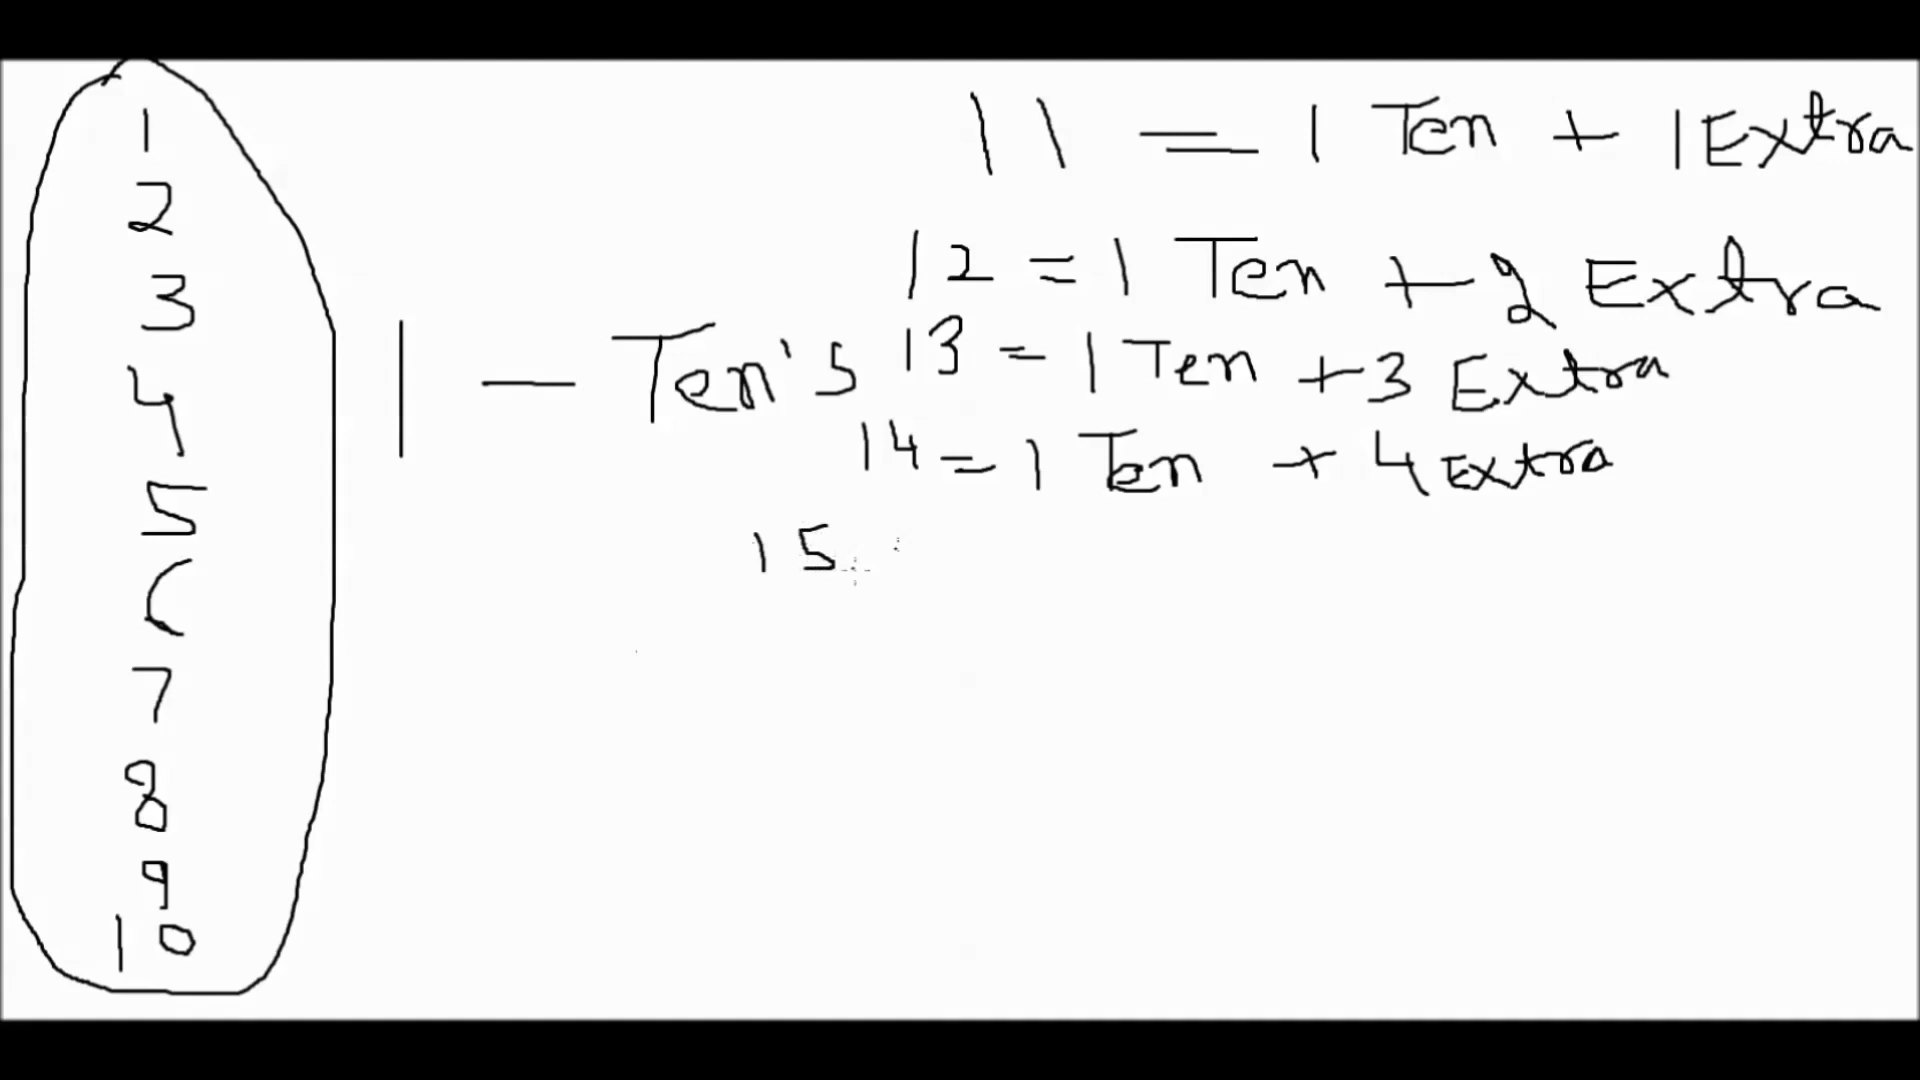 1
2
3
4
5
6
7
8
9
10
1 — Ten's
11 = 1 Ten + 1 Extra
12 = 1 Ten + 2 Extra
13 = 1 Ten + 3 Extra
14 = 1 Ten + 4 Extra
15